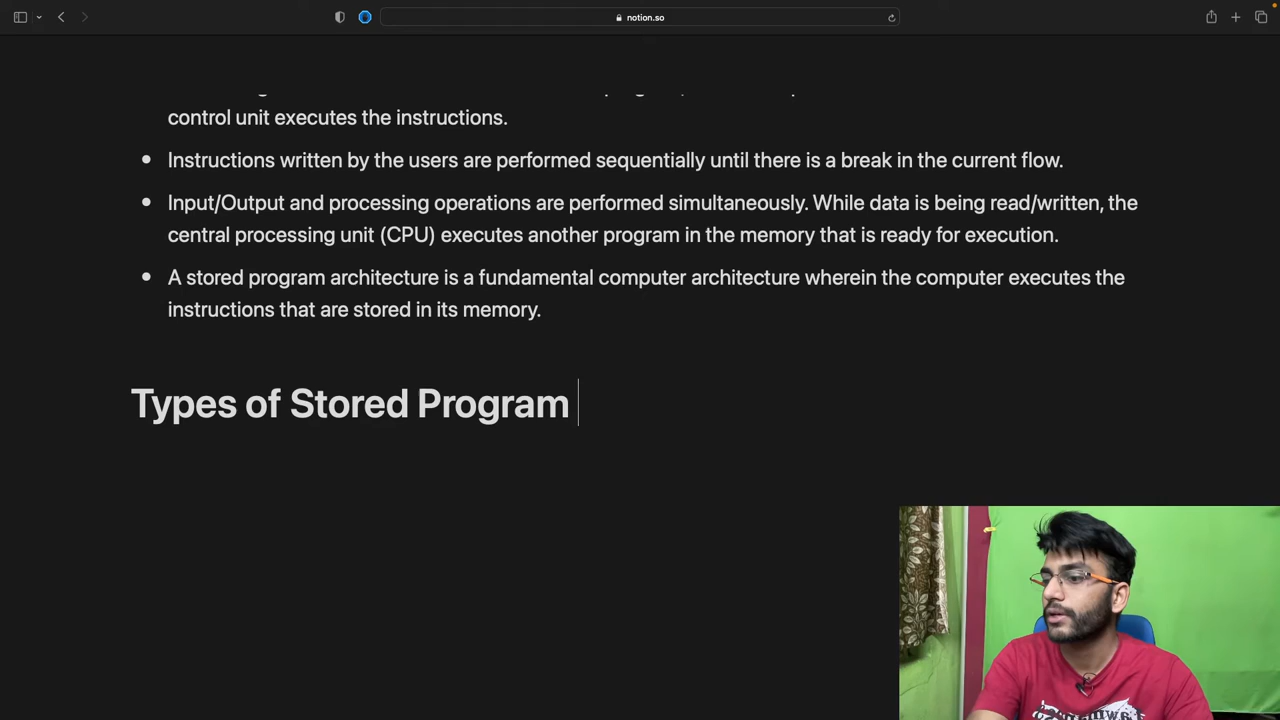 notion.so
control unit executes the instructions.
Instructions written by the users are performed sequentially until there is a break in the current flow.
Input/Output and processing operations are performed simultaneously. While data is being read/written, the
central processing unit (CPU) executes another program in the memory that is ready for execution.
A stored program architecture is a fundamental computer architecture wherein the computer executes the
instructions that are stored in its memory.
Types of Stored Program